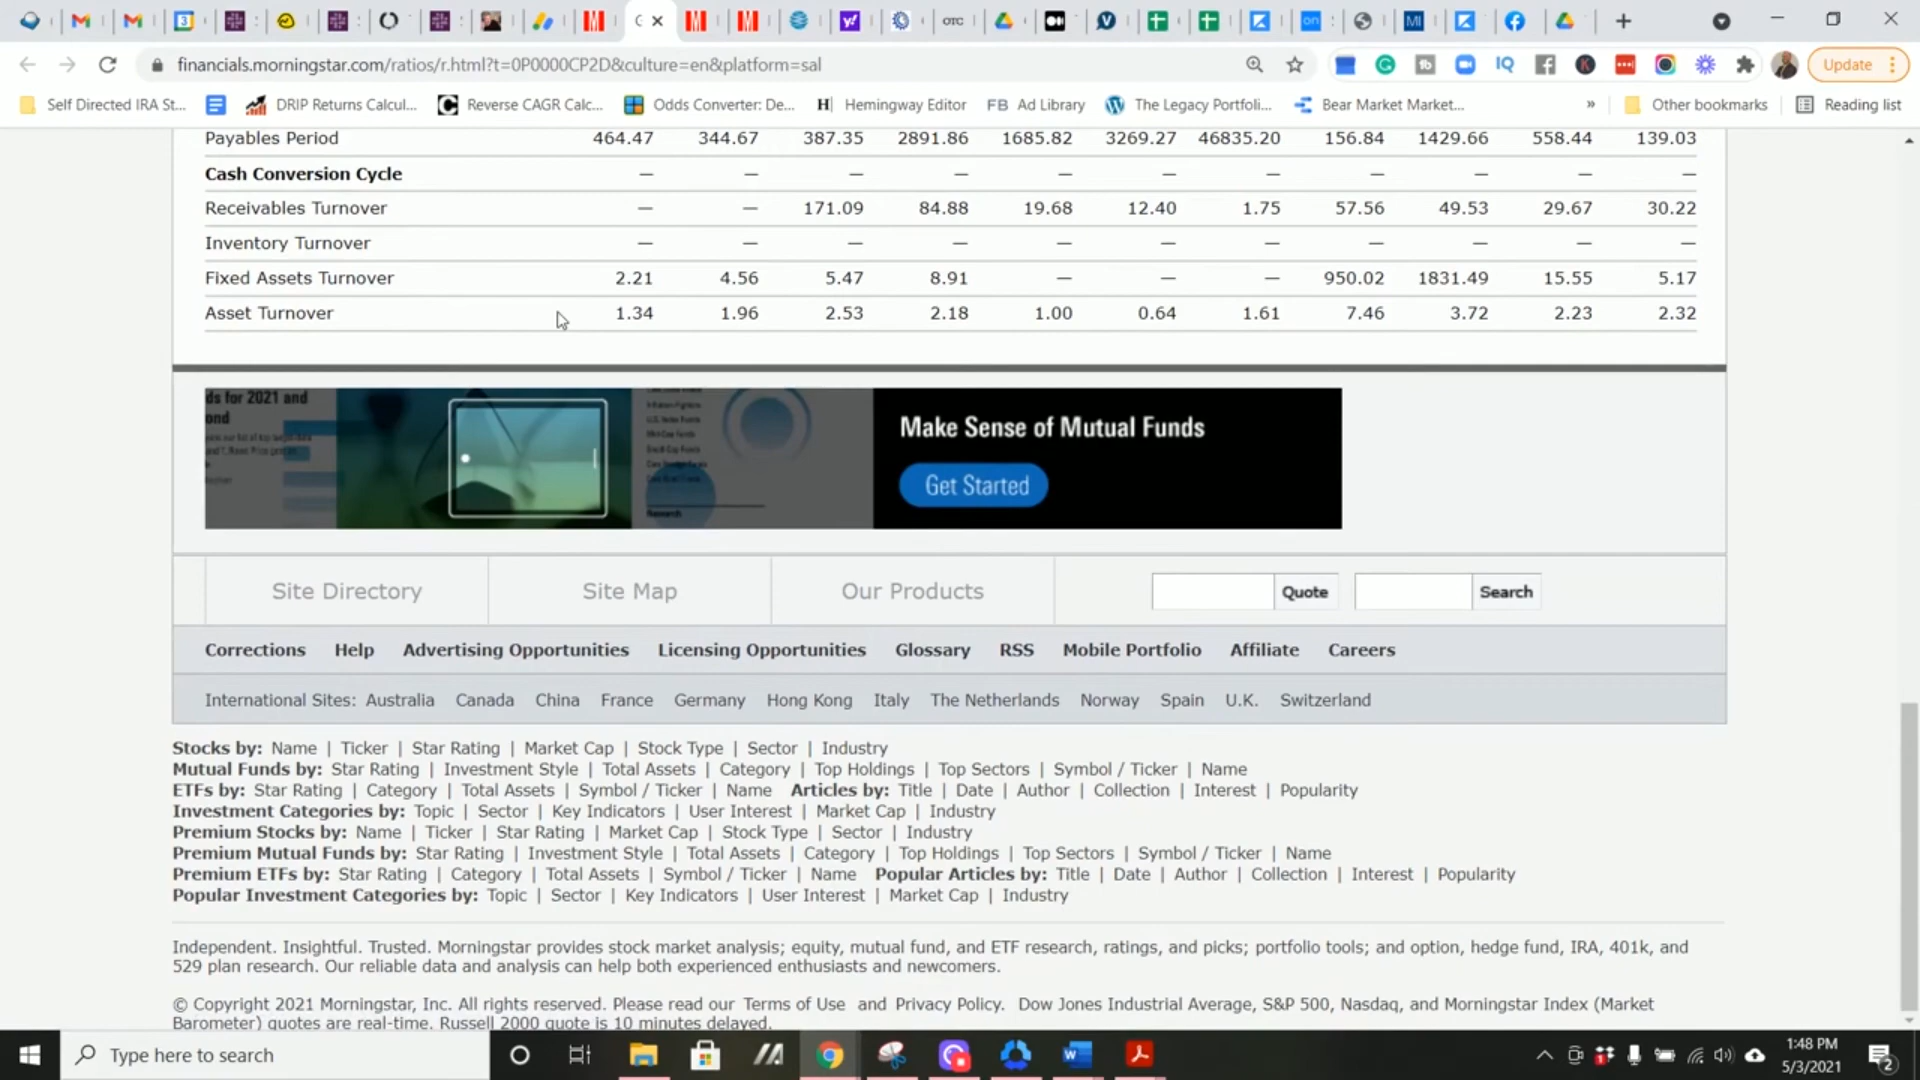 financials.morningstar.com/ratios/r.html?t=0P0000CP2D&culture=en&platform=sal
Update
Self Directed IRA St...
DRIP Returns Calcul...
Reverse CAGR Calc...
Odds Converter: De...
Hemingway Editor
FB Ad Library
The Legacy Portfoli...
Bear Market Market...
»
Other bookmarks
Reading list
Payables Period 464.47 344.67 387.35 2891.86 1685.82 3269.27 46835.20 156.84 1429.66 558.44 139.03
Cash Conversion Cycle — — — — — — — — — — —
Receivables Turnover — — 171.09 84.88 19.68 12.40 1.75 57.56 49.53 29.67 30.22
Inventory Turnover — — — — — — — — — — —
Fixed Assets Turnover 2.21 4.56 5.47 8.91 — — — 950.02 1831.49 15.55 5.17
Asset Turnover 1.34 1.96 2.53 2.18 1.00 0.64 1.61 7.46 3.72 2.23 2.32
ds for 2021 and
ond
Make Sense of Mutual Funds
Get Started
Site Directory
Site Map
Our Products
Quote
Search
Corrections Help Advertising Opportunities Licensing Opportunities Glossary RSS Mobile Portfolio Affiliate Careers
International Sites: Australia Canada China France Germany Hong Kong Italy The Netherlands Norway Spain U.K. Switzerland
Stocks by: Name | Ticker | Star Rating | Market Cap | Stock Type | Sector | Industry
Mutual Funds by: Star Rating | Investment Style | Total Assets | Category | Top Holdings | Top Sectors | Symbol / Ticker | Name
ETFs by: Star Rating | Category | Total Assets | Symbol / Ticker | Name Articles by: Title | Date | Author | Collection | Interest | Popularity
Investment Categories by: Topic | Sector | Key Indicators | User Interest | Market Cap | Industry
Premium Stocks by: Name | Ticker | Star Rating | Market Cap | Stock Type | Sector | Industry
Premium Mutual Funds by: Star Rating | Investment Style | Total Assets | Category | Top Holdings | Top Sectors | Symbol / Ticker | Name
Premium ETFs by: Star Rating | Category | Total Assets | Symbol / Ticker | Name Popular Articles by: Title | Date | Author | Collection | Interest | Popularity
Popular Investment Categories by: Topic | Sector | Key Indicators | User Interest | Market Cap | Industry
Independent. Insightful. Trusted. Morningstar provides stock market analysis; equity, mutual fund, and ETF research, ratings, and picks; portfolio tools; and option, hedge fund, IRA, 401k, and
529 plan research. Our reliable data and analysis can help both experienced enthusiasts and newcomers.
© Copyright 2021 Morningstar, Inc. All rights reserved. Please read our Terms of Use and Privacy Policy. Dow Jones Industrial Average, S&P 500, Nasdaq, and Morningstar Index (Market
Barometer) quotes are real-time. Russell 2000 quote is 10 minutes delayed.
Type here to search
1:48 PM
5/3/2021
2